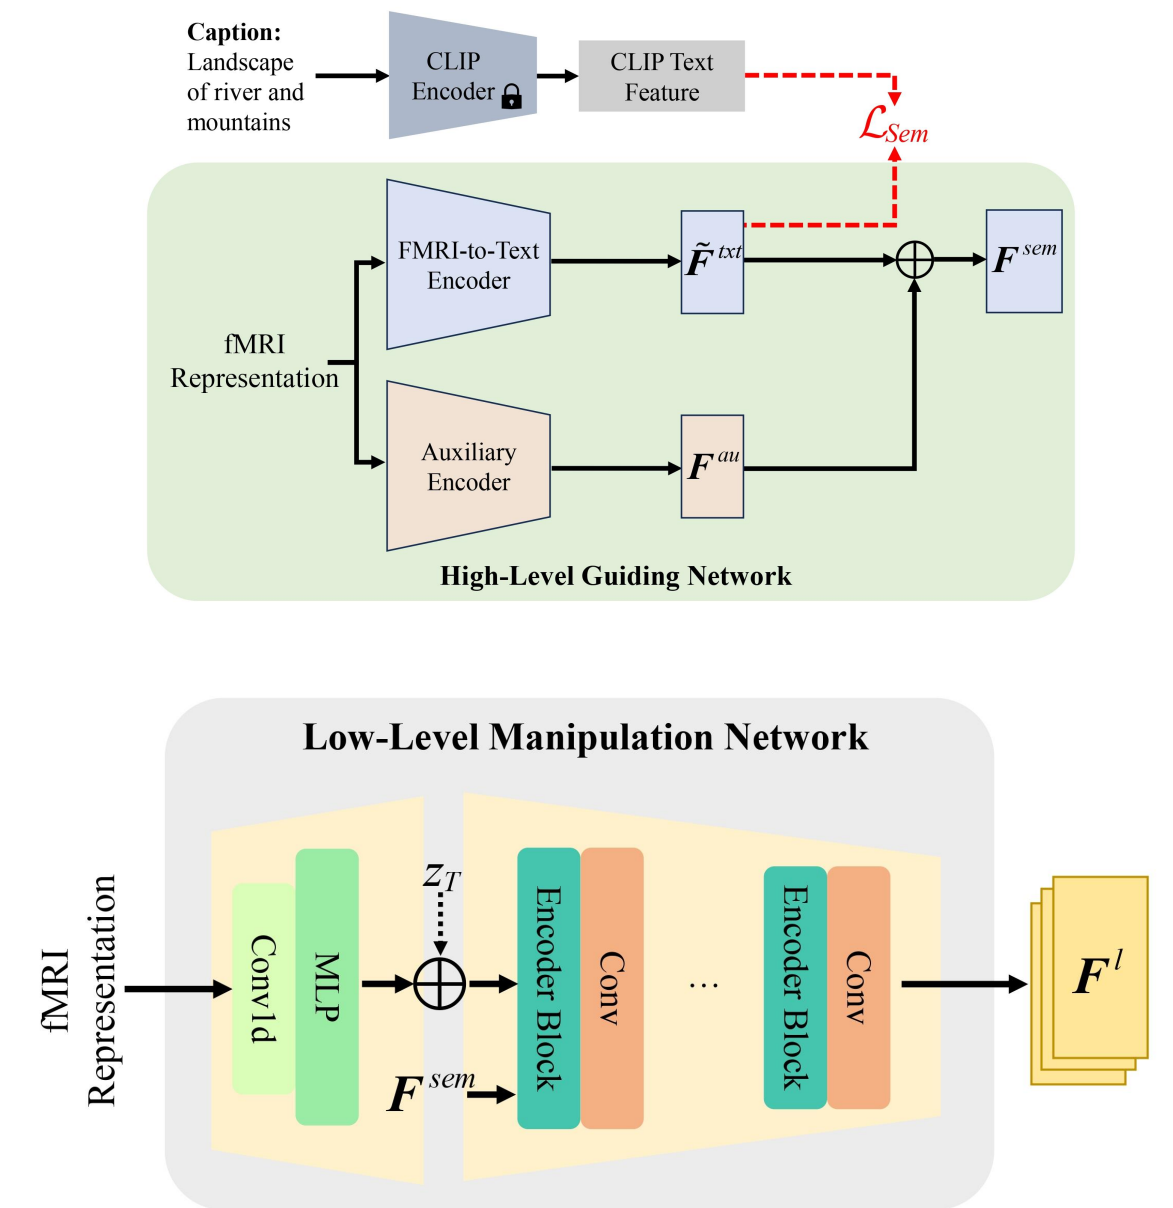 Caption:
Landscape
of river and
mountains
CLIP
Encoder
CLIP Text
Feature
ℒSem
fMRI
Representation
FMRI-to-Text
Encoder
F̃ txt
F sem
Auxiliary
Encoder
F au
High-Level Guiding Network
Low-Level Manipulation Network
fMRI
Representation
Conv1d
MLP
zT
F sem
Encoder Block
Conv
...
Encoder Block
Conv
F l